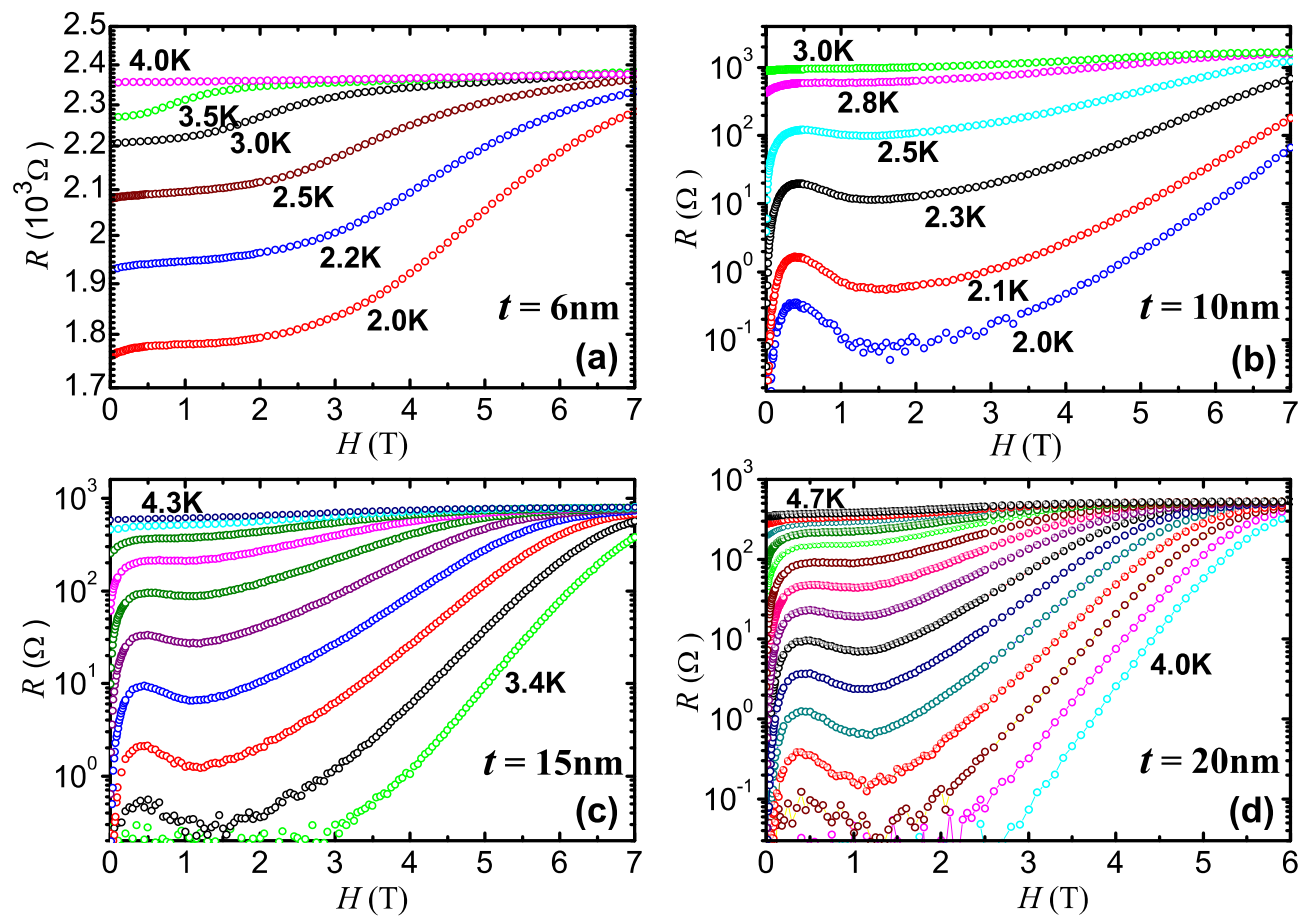 2.5
2.4
2.3
2.2
2.1
2
1.9
1.8
1.7
R (10³Ω)
4.0K
3.5K
3.0K
2.5K
2.2K
2.0K
t = 6nm
(a)
0 1 2 3 4 5 6 7
H (T)
10³
10²
10¹
10⁰
10⁻¹
R (Ω)
3.0K
2.8K
2.5K
2.3K
2.1K
2.0K
t = 10nm
(b)
0 1 2 3 4 5 6 7
H (T)
10³
10²
10¹
10⁰
R (Ω)
4.3K
3.4K
t = 15nm
(c)
0 1 2 3 4 5 6 7
H (T)
10³
10²
10¹
10⁰
10⁻¹
R (Ω)
4.7K
4.0K
t = 20nm
(d)
0 1 2 3 4 5 6
H (T)